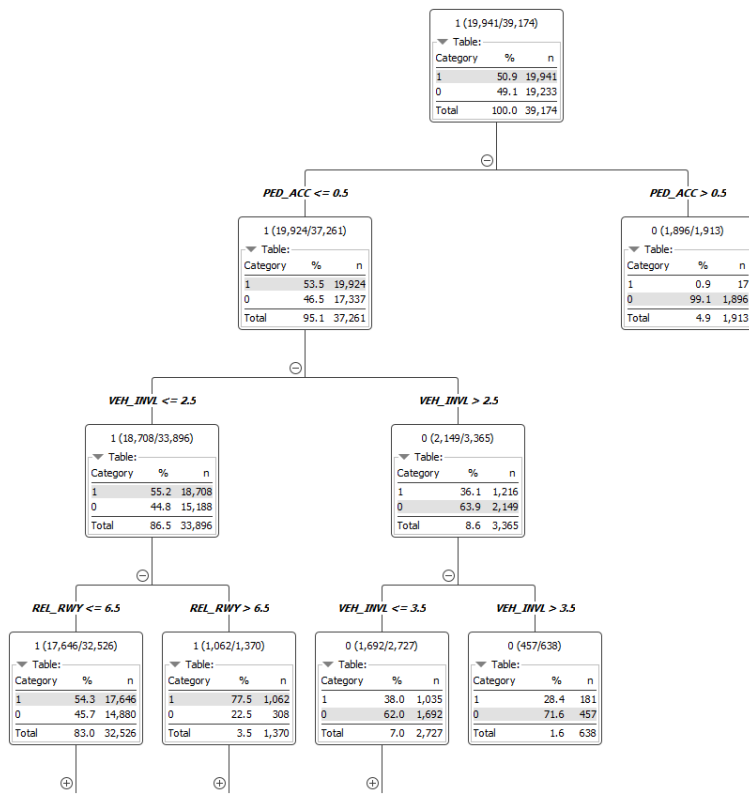 1 (19,941/39,174)
Table:
Category % n
1 50.9 19,941
0 49.1 19,233
Total 100.0 39,174
PED_ACC <= 0.5
PED_ACC > 0.5
1 (19,924/37,261)
Table:
Category % n
1 53.5 19,924
0 46.5 17,337
Total 95.1 37,261
0 (1,896/1,913)
Table:
Category % n
1 0.9 17
0 99.1 1,896
Total 4.9 1,913
VEH_INVL <= 2.5
VEH_INVL > 2.5
1 (18,708/33,896)
Table:
Category % n
1 55.2 18,708
0 44.8 15,188
Total 86.5 33,896
0 (2,149/3,365)
Table:
Category % n
1 36.1 1,216
0 63.9 2,149
Total 8.6 3,365
REL_RWY <= 6.5
REL_RWY > 6.5
VEH_INVL <= 3.5
VEH_INVL > 3.5
1 (17,646/32,526)
Table:
Category % n
1 54.3 17,646
0 45.7 14,880
Total 83.0 32,526
1 (1,062/1,370)
Table:
Category % n
1 77.5 1,062
0 22.5 308
Total 3.5 1,370
0 (1,692/2,727)
Table:
Category % n
1 38.0 1,035
0 62.0 1,692
Total 7.0 2,727
0 (457/638)
Table:
Category % n
1 28.4 181
0 71.6 457
Total 1.6 638